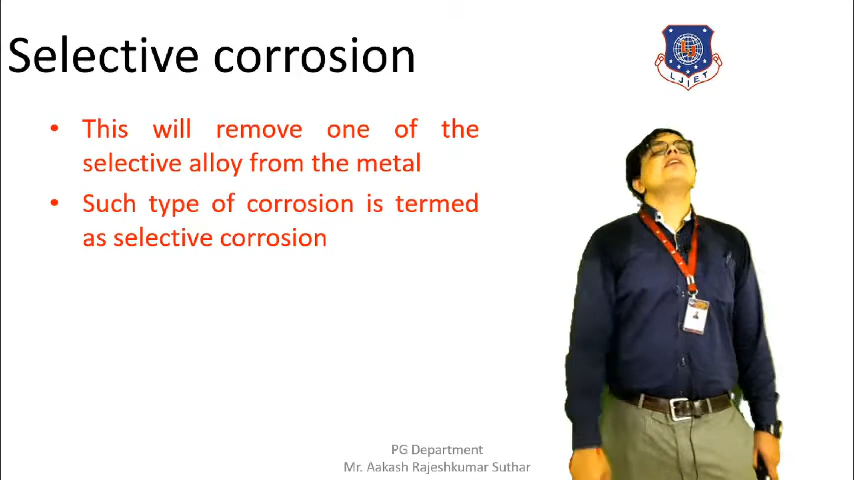 Selective corrosion
LJIET
• This will remove one of the
selective alloy from the metal
• Such type of corrosion is termed
as selective corrosion
PG Department
Mr. Aakash Rajeshkumar Suthar